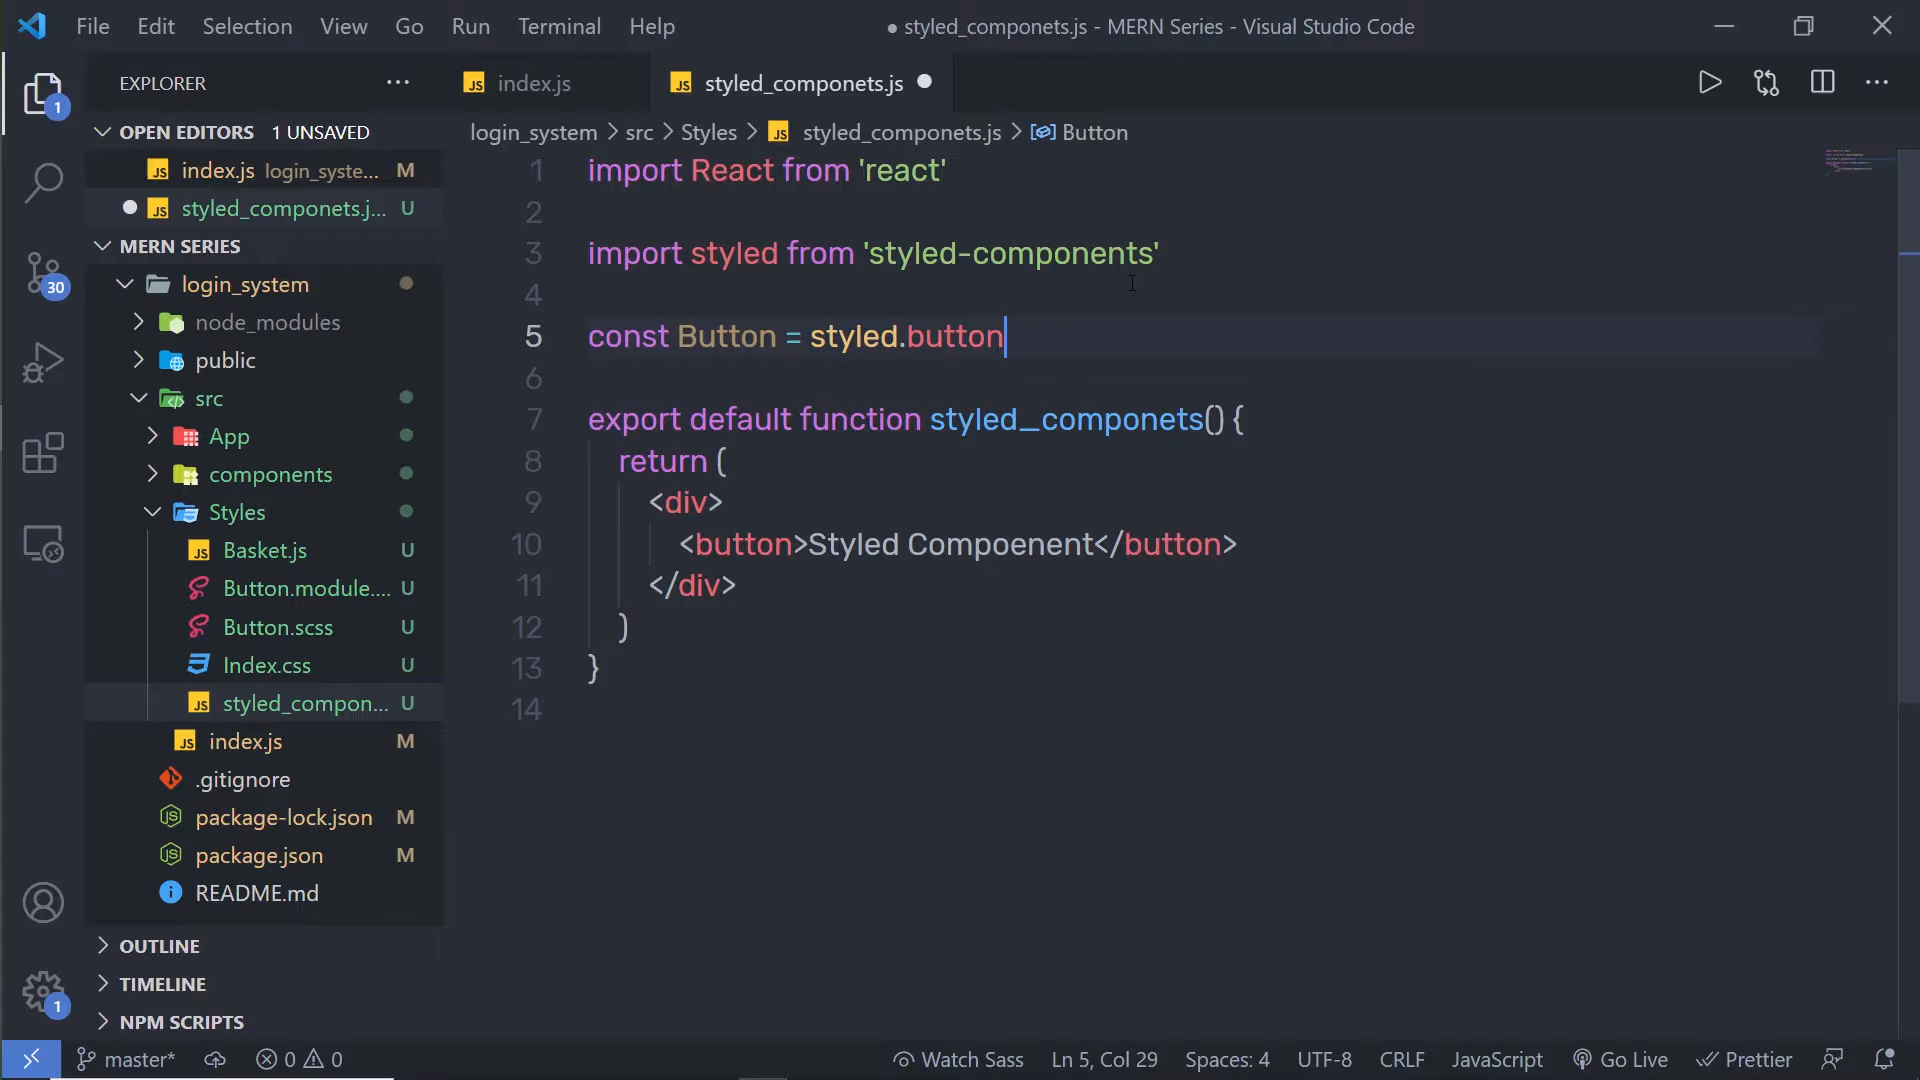 File Edit Selection View Go Run Terminal Help
● styled_componets.js - MERN Series - Visual Studio Code
EXPLORER
index.js
styled_componets.js
OPEN EDITORS 1 UNSAVED
index.js login_syste... M
styled_componets.j... U
MERN SERIES
login_system
node_modules
public
src
App
components
Styles
Basket.js U
Button.module.... U
Button.scss U
Index.css U
styled_compon... U
index.js M
.gitignore
package-lock.json M
package.json M
README.md
OUTLINE
TIMELINE
NPM SCRIPTS
1
30
1
login_system > src > Styles > JS styled_componets.js > Button
1 import React from 'react'
2
3 import styled from 'styled-components'
4
5 const Button = styled.button
6
7 export default function styled_componets() {
8 return (
9 <div>
10 <button>Styled Compoenent</button>
11 </div>
12 )
13 }
14
master* 0 0 Watch Sass Ln 5, Col 29 Spaces: 4 UTF-8 CRLF JavaScript Go Live Prettier